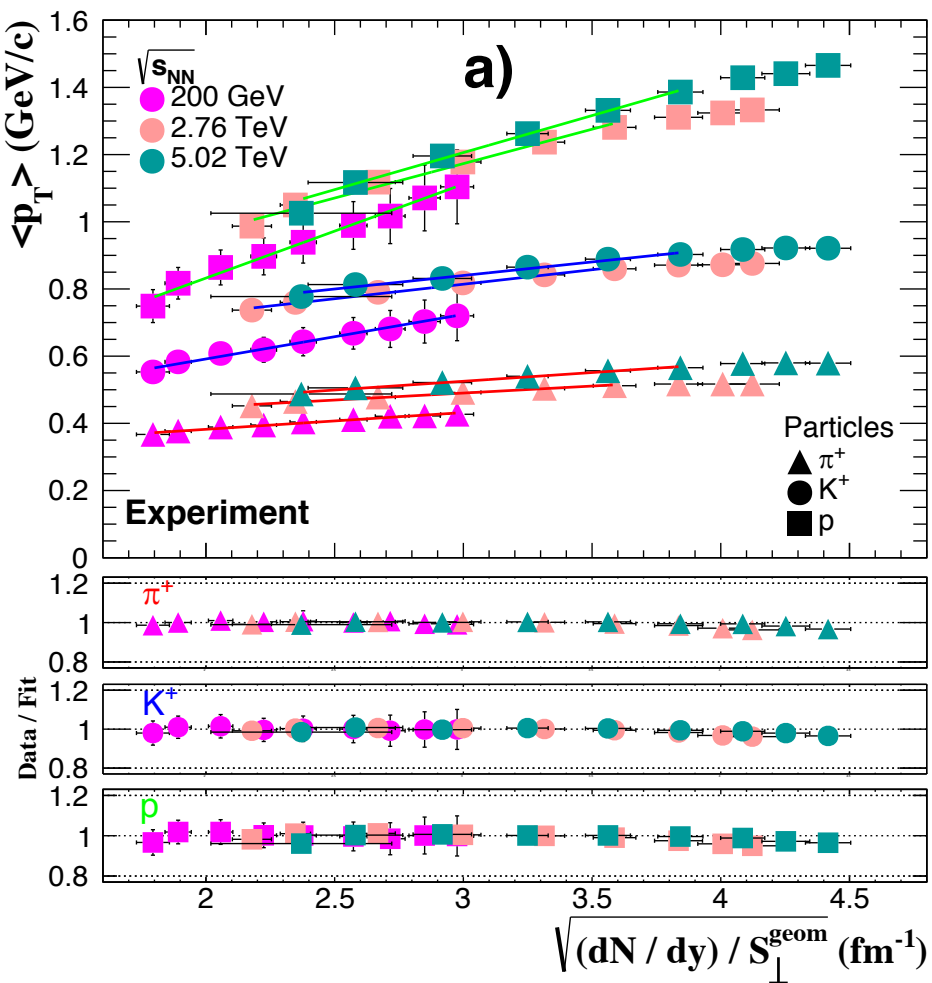 <p_T> (GeV/c)
1.6
1.4
1.2
1
0.8
0.6
0.4
0.2
0
√s_NN
200 GeV
2.76 TeV
5.02 TeV
a)
Particles
π⁺
K⁺
p
Experiment
Data / Fit
1.2
1
0.8
π⁺
1.2
1
0.8
K⁺
1.2
1
0.8
p
2 2.5 3 3.5 4 4.5
√(dN / dy) / S_⊥^geom (fm⁻¹)